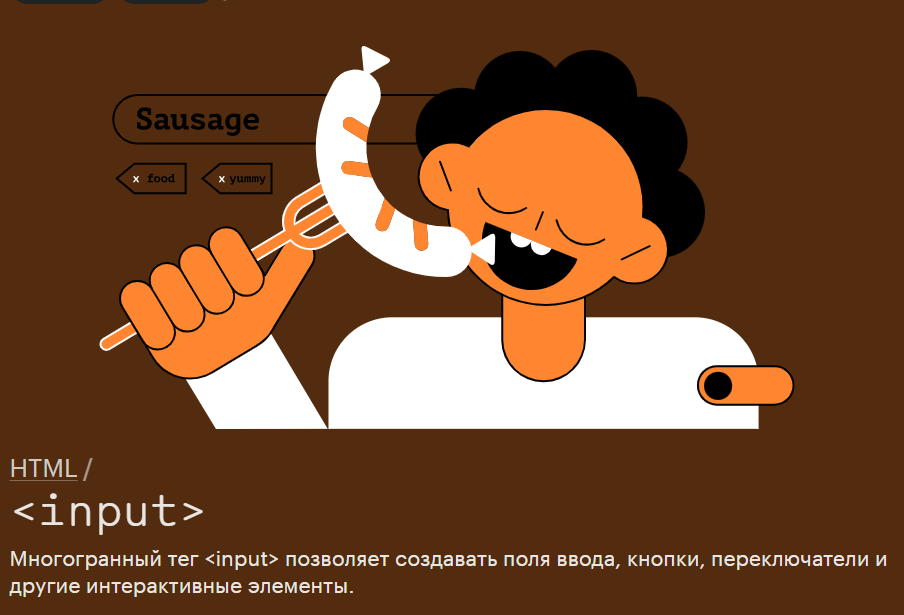 Sausage
x food
x yummy
HTML /
<input>
Многогранный тег <input> позволяет создавать поля ввода, кнопки, переключатели и
другие интерактивные элементы.